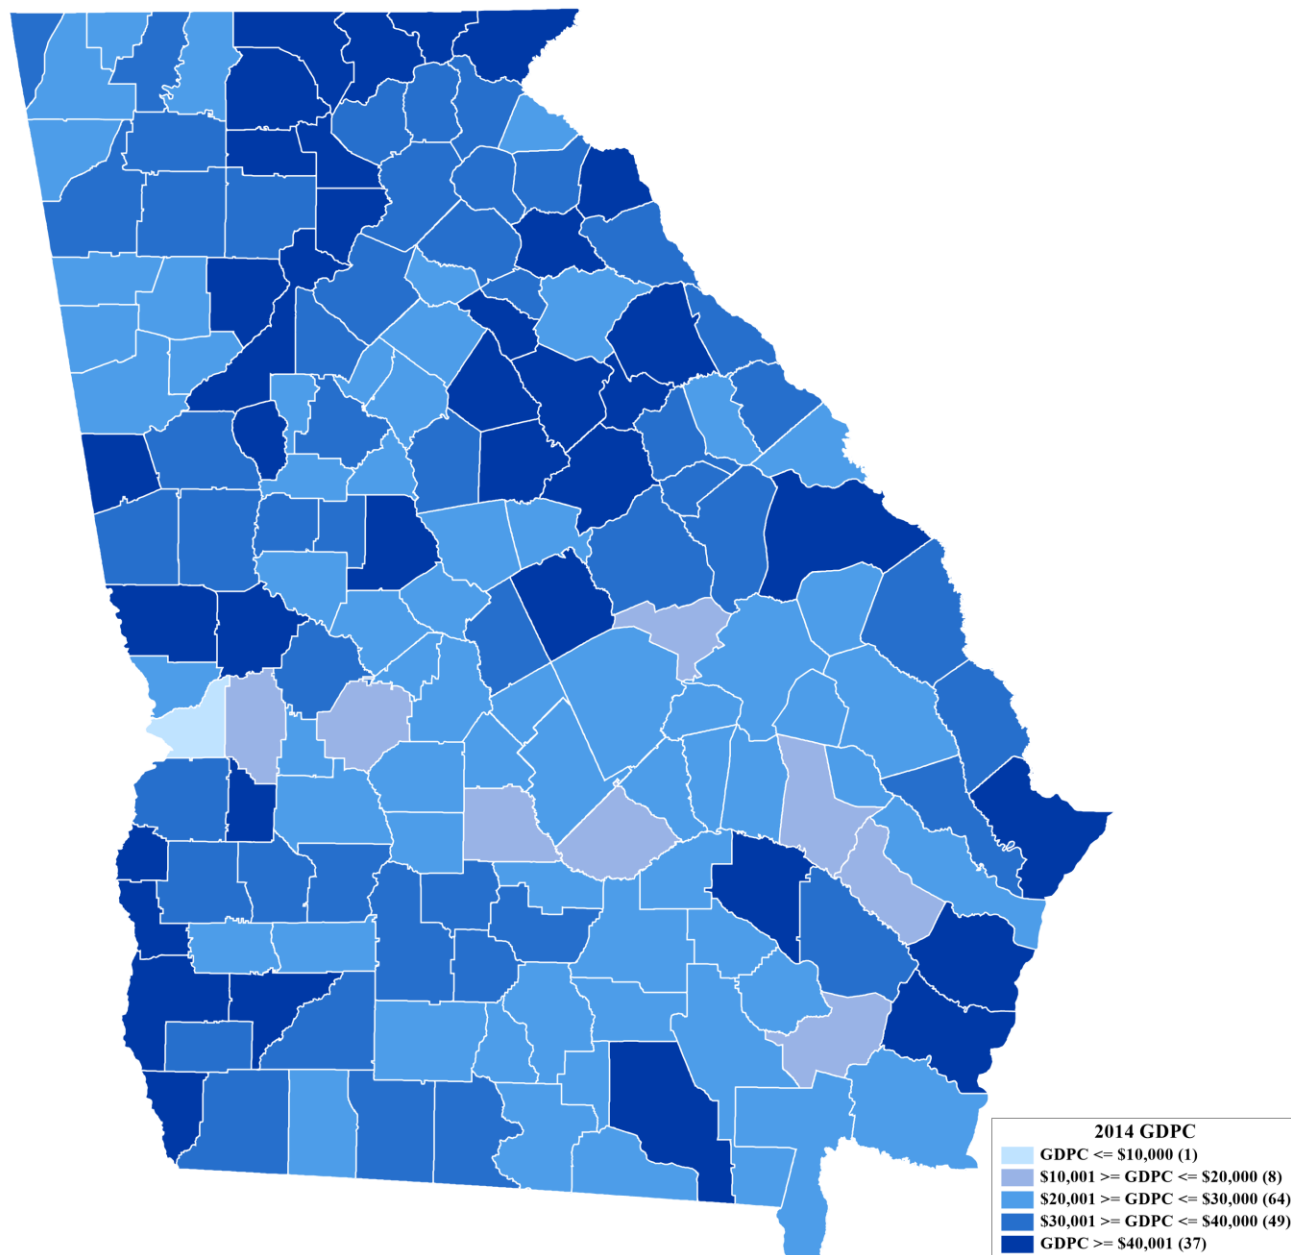 2014 GDPC
GDPC <= $10,000 (1)
$10,001 >= GDPC <= $20,000 (8)
$20,001 >= GDPC <= $30,000 (64)
$30,001 >= GDPC <= $40,000 (49)
GDPC >= $40,001 (37)